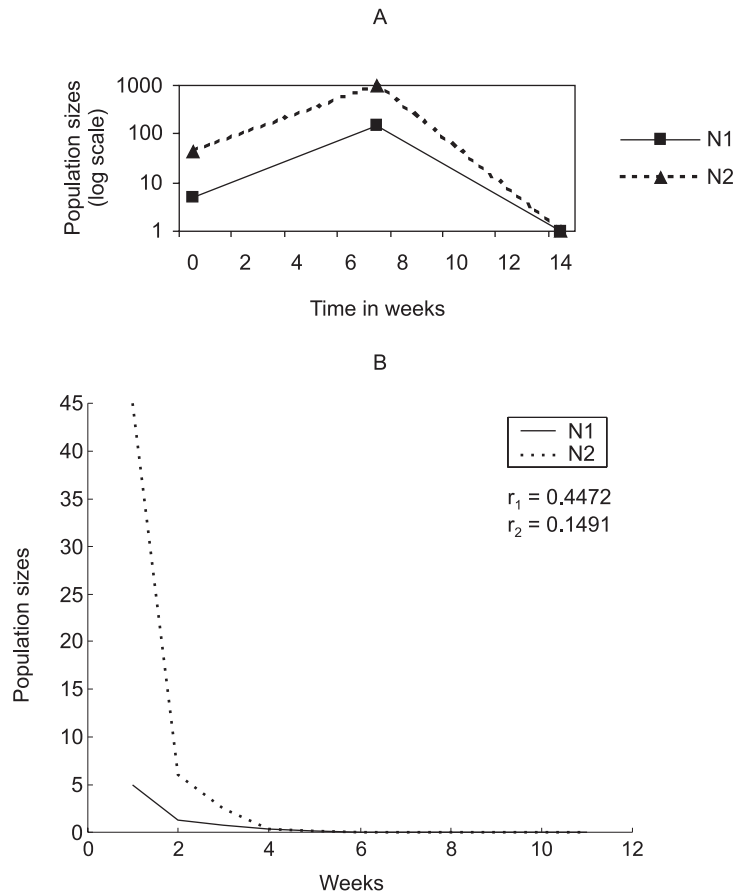 A
Population sizes
(log scale)
1000
100
10
1
0 2 4 6 8 10 12 14
Time in weeks
N1
N2
B
Population sizes
45
40
35
30
25
20
15
10
5
0
0 2 4 6 8 10 12
Weeks
N1
N2
r₁ = 0.4472
r₂ = 0.1491